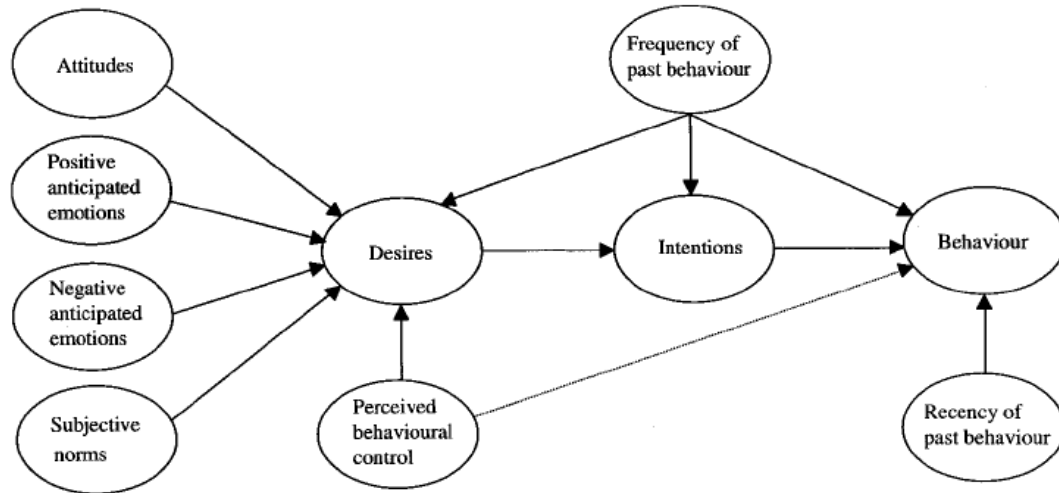 Attitudes
Frequency of
past behaviour
Positive
anticipated
emotions
Desires
Intentions
Behaviour
Negative
anticipated
emotions
Subjective
norms
Perceived
behavioural
control
Recency of
past behaviour